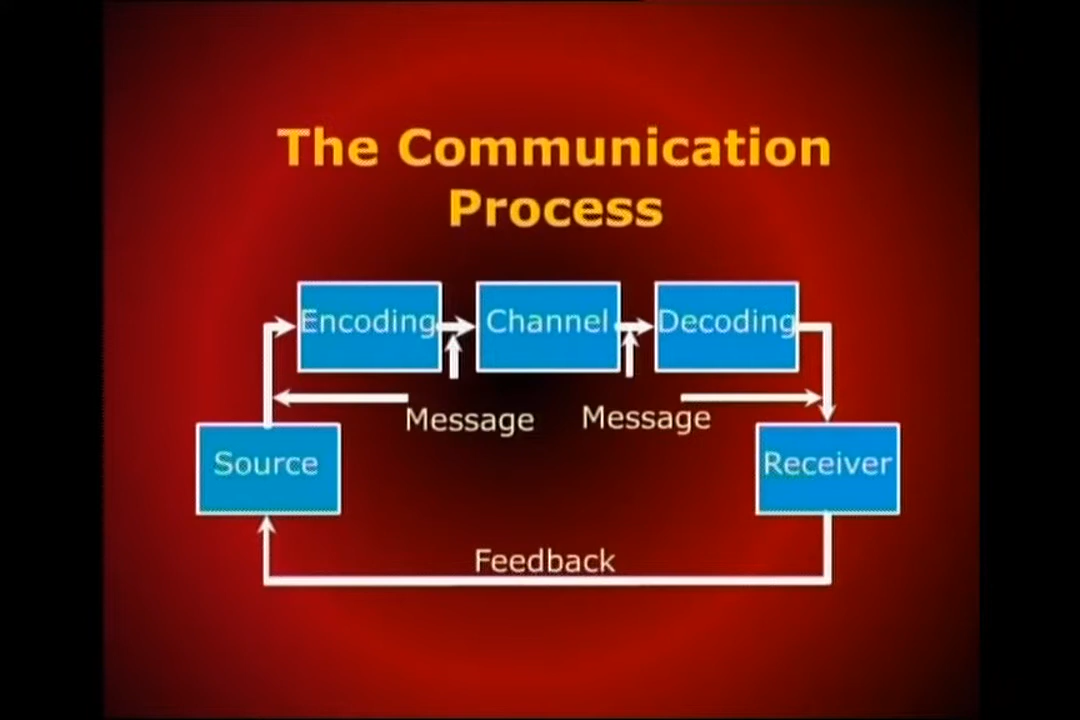 The Communication
Process
Encoding
Channel
Decoding
Message
Message
Source
Receiver
Feedback